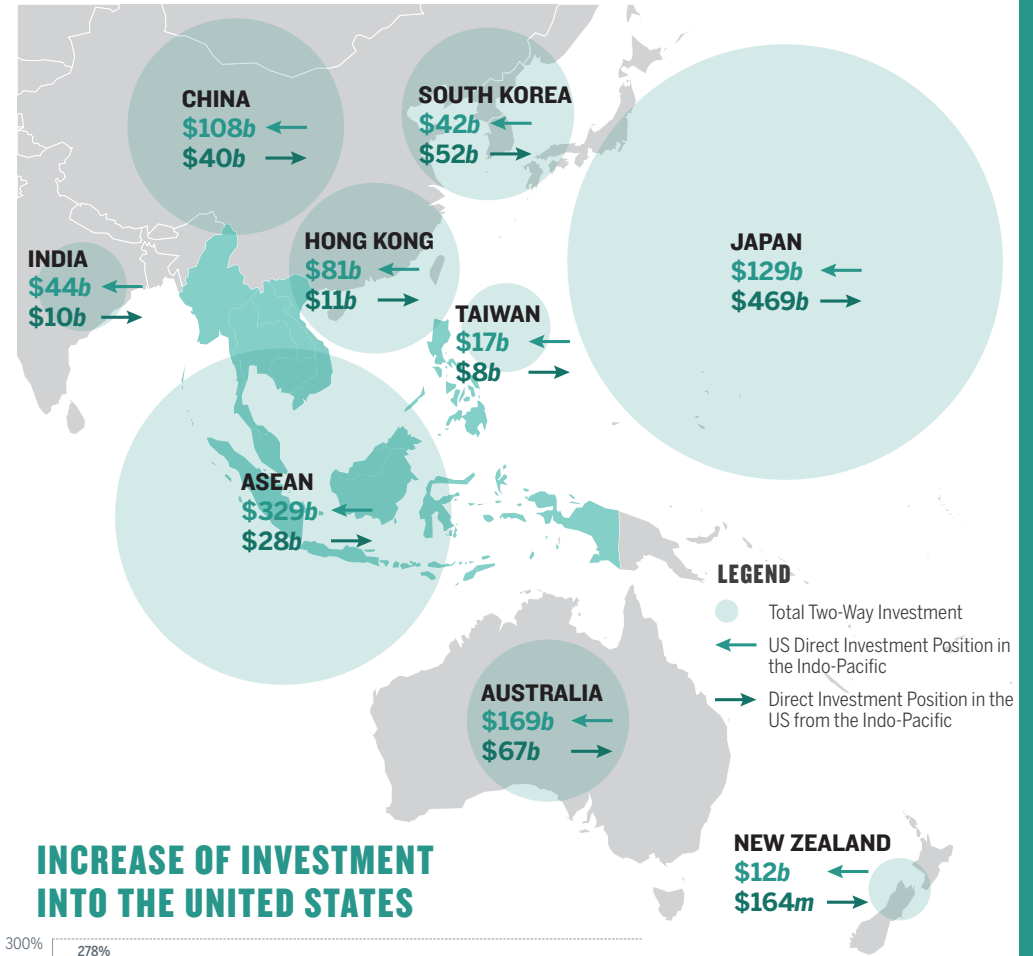 CHINA
$108b
$40b
SOUTH KOREA
$42b
$52b
JAPAN
$129b
$469b
INDIA
$44b
$10b
HONG KONG
$81b
$11b
TAIWAN
$17b
$8b
ASEAN
$329b
$28b
LEGEND
Total Two-Way Investment
US Direct Investment Position in
the Indo-Pacific
Direct Investment Position in the
US from the Indo-Pacific
AUSTRALIA
$169b
$67b
NEW ZEALAND
$12b
$164m
INCREASE OF INVESTMENT
INTO THE UNITED STATES
300%
278%